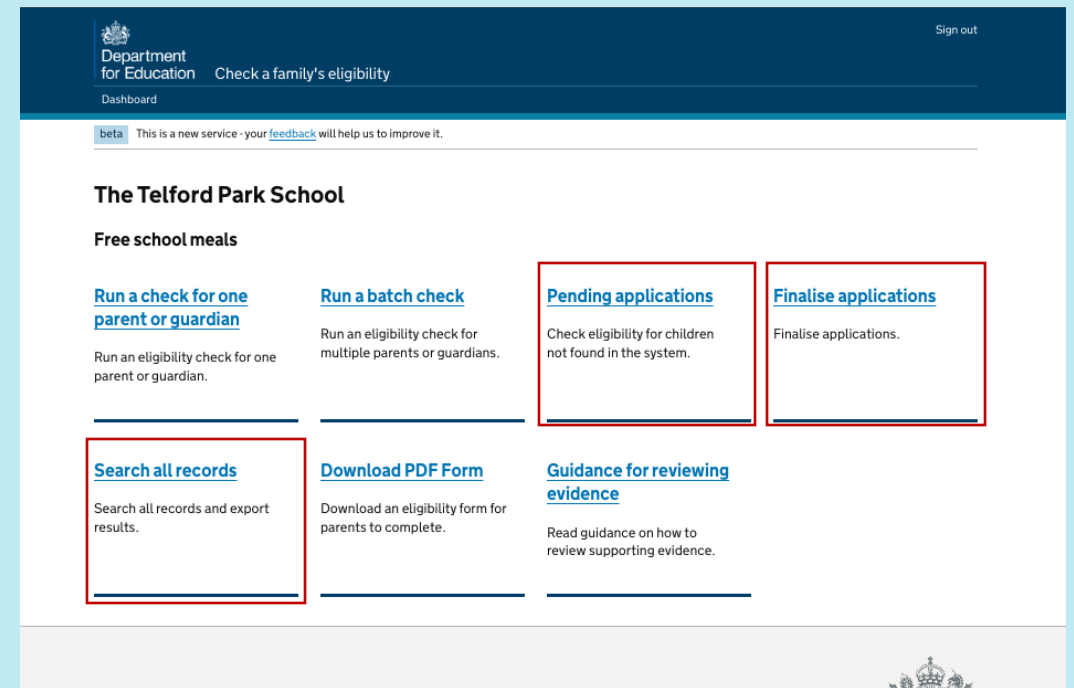 Sign out
Department
for Education
Check a family's eligibility
Dashboard
beta This is a new service - your feedback will help us to improve it.
The Telford Park School
Free school meals
Run a check for one
parent or guardian
Run an eligibility check for one
parent or guardian.
Run a batch check
Run an eligibility check for
multiple parents or guardians.
Pending applications
Check eligibility for children
not found in the system.
Finalise applications
Finalise applications.
Search all records
Search all records and export
results.
Download PDF Form
Download an eligibility form for
parents to complete.
Guidance for reviewing
evidence
Read guidance on how to
review supporting evidence.